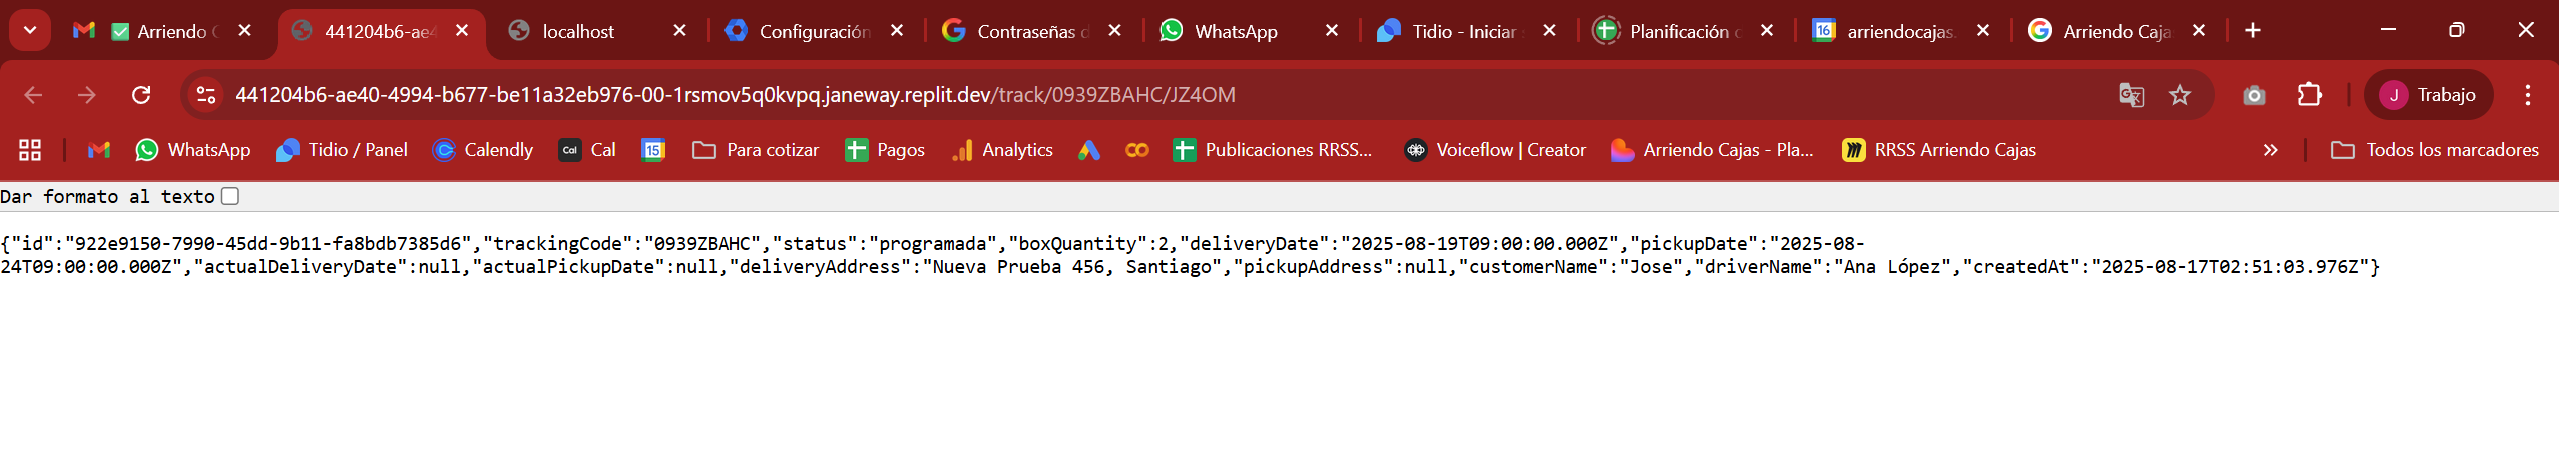 Arriendo C
441204b6-ae4
localhost
Configuración
Contraseñas d
WhatsApp
Tidio - Iniciar s
Planificación c
16
arriendocajas.
Arriendo Caja
441204b6-ae40-4994-b677-be11a32eb976-00-1rsmov5q0kvpq.janeway.replit.dev/track/0939ZBAHC/JZ4OM
J
Trabajo
WhatsApp
Tidio / Panel
Calendly
Cal
Cal
15
Para cotizar
Pagos
Analytics
Publicaciones RRSS...
Voiceflow | Creator
Arriendo Cajas - Pla...
RRSS Arriendo Cajas
Todos los marcadores
Dar formato al texto
{"id":"922e9150-7990-45dd-9b11-fa8bdb7385d6","trackingCode":"0939ZBAHC","status":"programada","boxQuantity":2,"deliveryDate":"2025-08-19T09:00:00.000Z","pickupDate":"2025-08-
24T09:00:00.000Z","actualDeliveryDate":null,"actualPickupDate":null,"deliveryAddress":"Nueva Prueba 456, Santiago","pickupAddress":null,"customerName":"Jose","driverName":"Ana López","createdAt":"2025-08-17T02:51:03.976Z"}